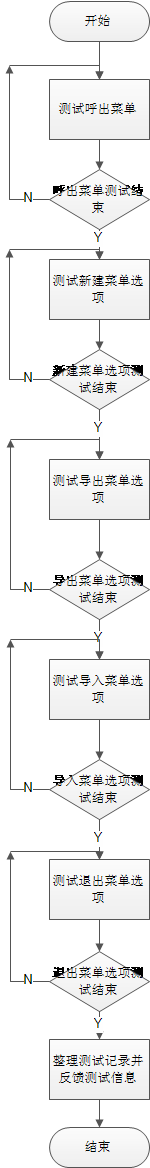 开始
测试呼出菜单
呼出菜单测试结
束
N
Y
测试新建菜单选
项
新建菜单选项测
试结束
N
Y
测试导出菜单选
项
导出菜单选项测
试结束
N
Y
测试导入菜单选
项
导入菜单选项测
试结束
N
Y
测试退出菜单选
项
退出菜单选项测
试结束
N
Y
整理测试记录并
反馈测试信息
结束